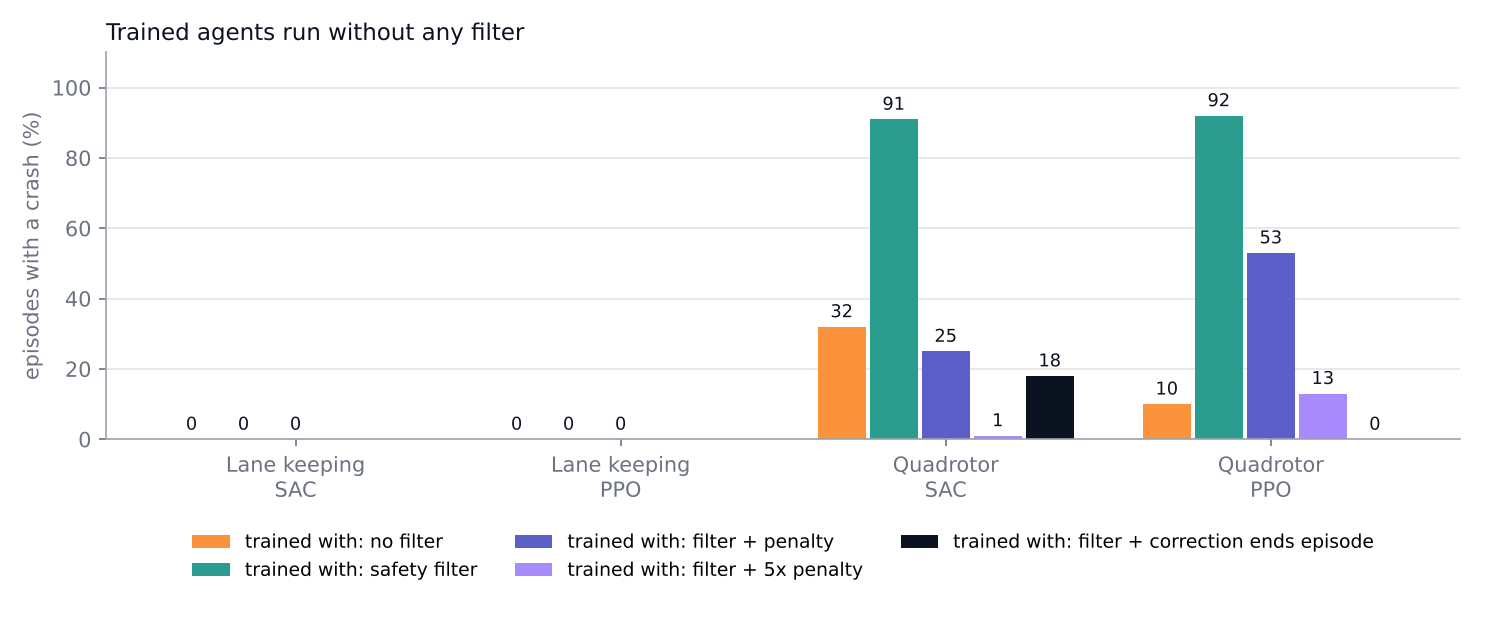 Trained agents run without any filter
episodes with a crash (%)
100
80
60
40
20
0
0 0 0
0 0 0
32 91 25 1 18
10 92 53 13 0
Lane keeping
SAC
Lane keeping
PPO
Quadrotor
SAC
Quadrotor
PPO
trained with: no filter
trained with: safety filter
trained with: filter + penalty
trained with: filter + 5x penalty
trained with: filter + correction ends episode